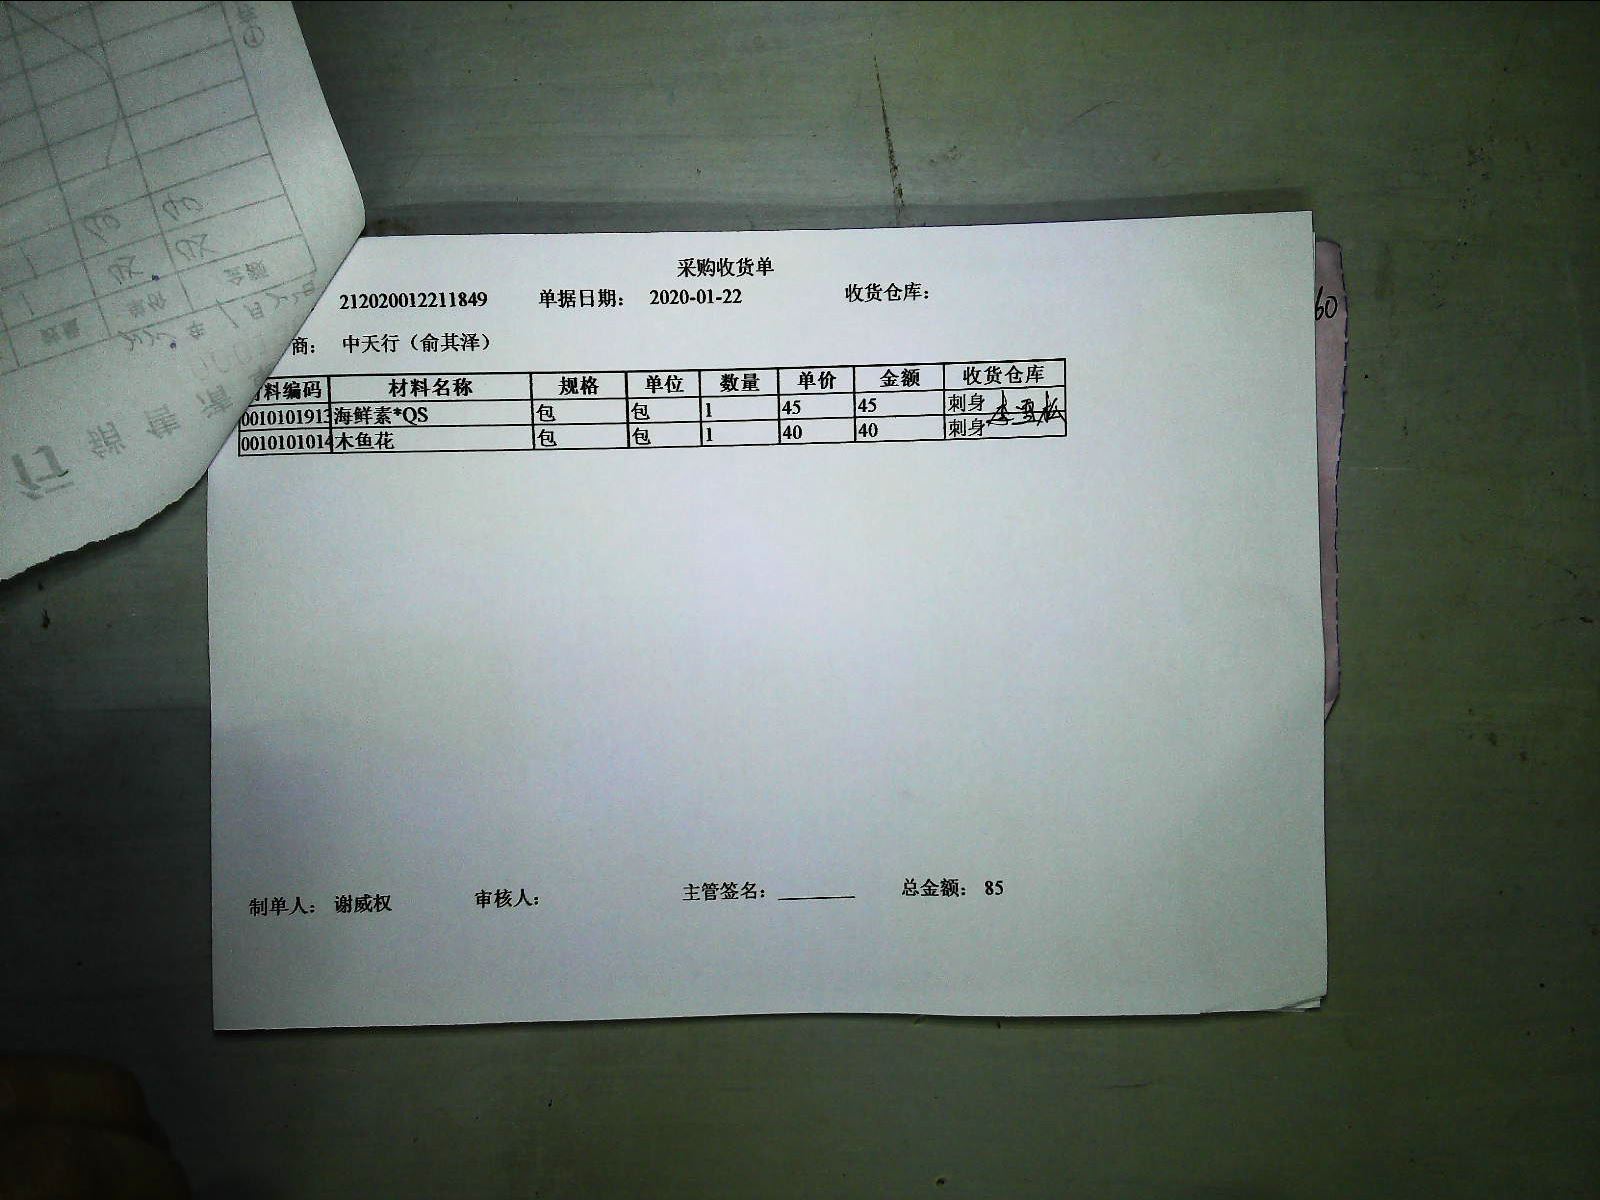 采购收货单
212020012211849 单据日期: 2020-01-22 收货仓库:
商: 中天行(俞其泽)
料编码 材料名称 规格 单位 数量 单价 金额 收货仓库
0010101913 海鲜素*QS 包 包 1 45 45 刺身
0010101014 木鱼花 包 包 1 40 40 刺身
制单人: 谢威权 审核人: 主管签名: 总金额: 85
60